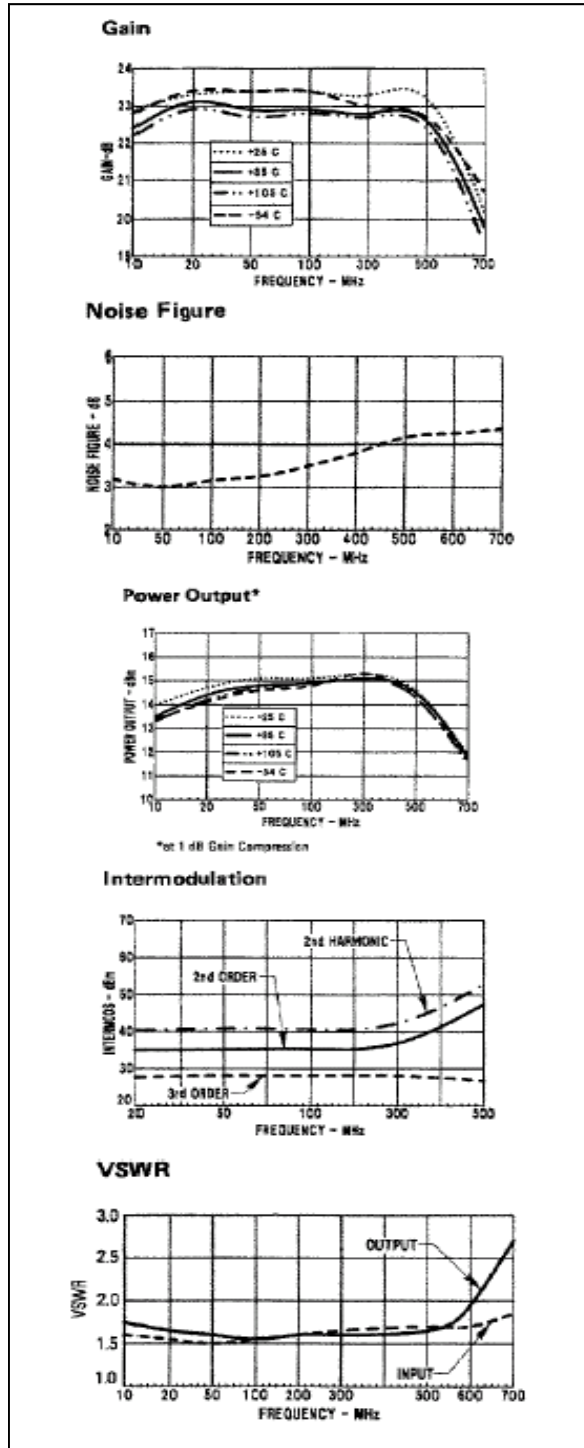 Gain
24
23
22
21
20
19
GAIN-dB
+25 C
+85 C
+105 C
-54 C
10 20 50 100 300 500 700
FREQUENCY - MHz
Noise Figure
6
5
4
3
2
NOISE FIGURE - dB
10 50 100 200 300 400 500 600 700
FREQUENCY - MHz
Power Output*
17
16
15
14
13
12
11
10
POWER OUTPUT - dBm
+85 C
+105 C
-54 C
10 20 50 100 300 500 700
FREQUENCY - MHz
*at 1 dB Gain Compression
Intermodulation
70
60
50
40
30
20
INTERMODS - dBm
2nd HARMONIC
2nd ORDER
3rd ORDER
20 50 100 300 500
FREQUENCY - MHz
VSWR
3.0
2.5
2.0
1.5
1.0
VSWR
OUTPUT
INPUT
10 20 50 100 200 300 500 600 700
FREQUENCY - MHz